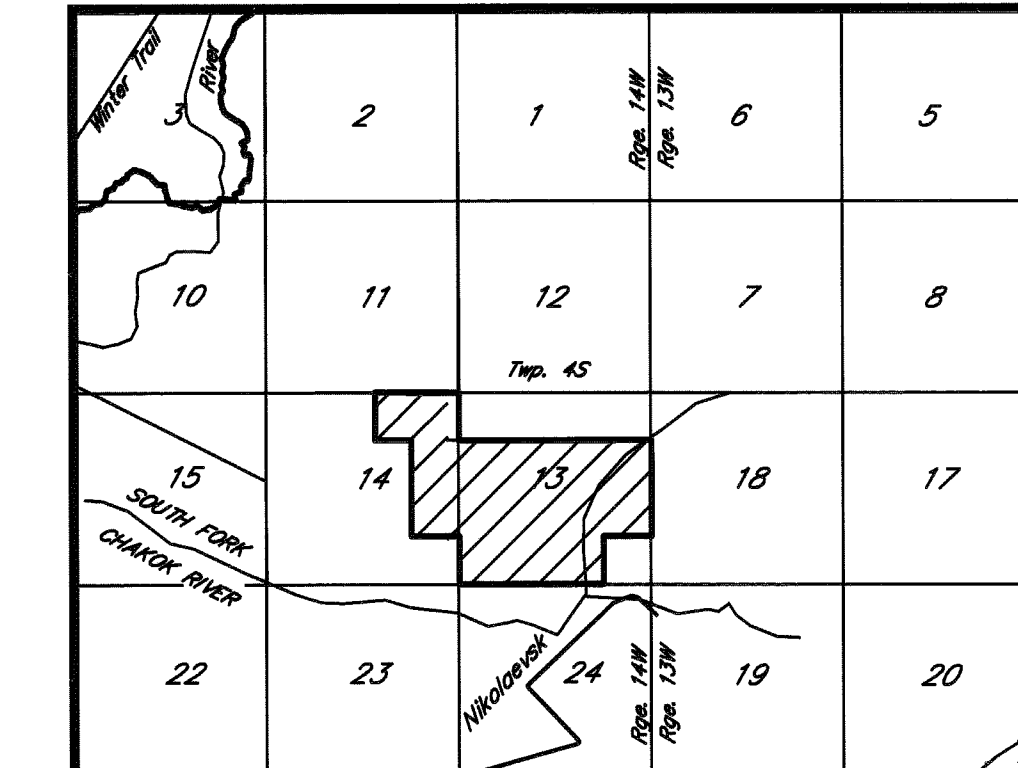 Winter Trail
River
3
2
1
Rge. 14W
Rge. 13W
6
5
10
11
12
7
8
Twp. 4S
15
14
13
18
17
SOUTH FORK
CHAKOK RIVER
22
23
Nikolaevsk
24
Rge. 14W
Rge. 13W
19
20